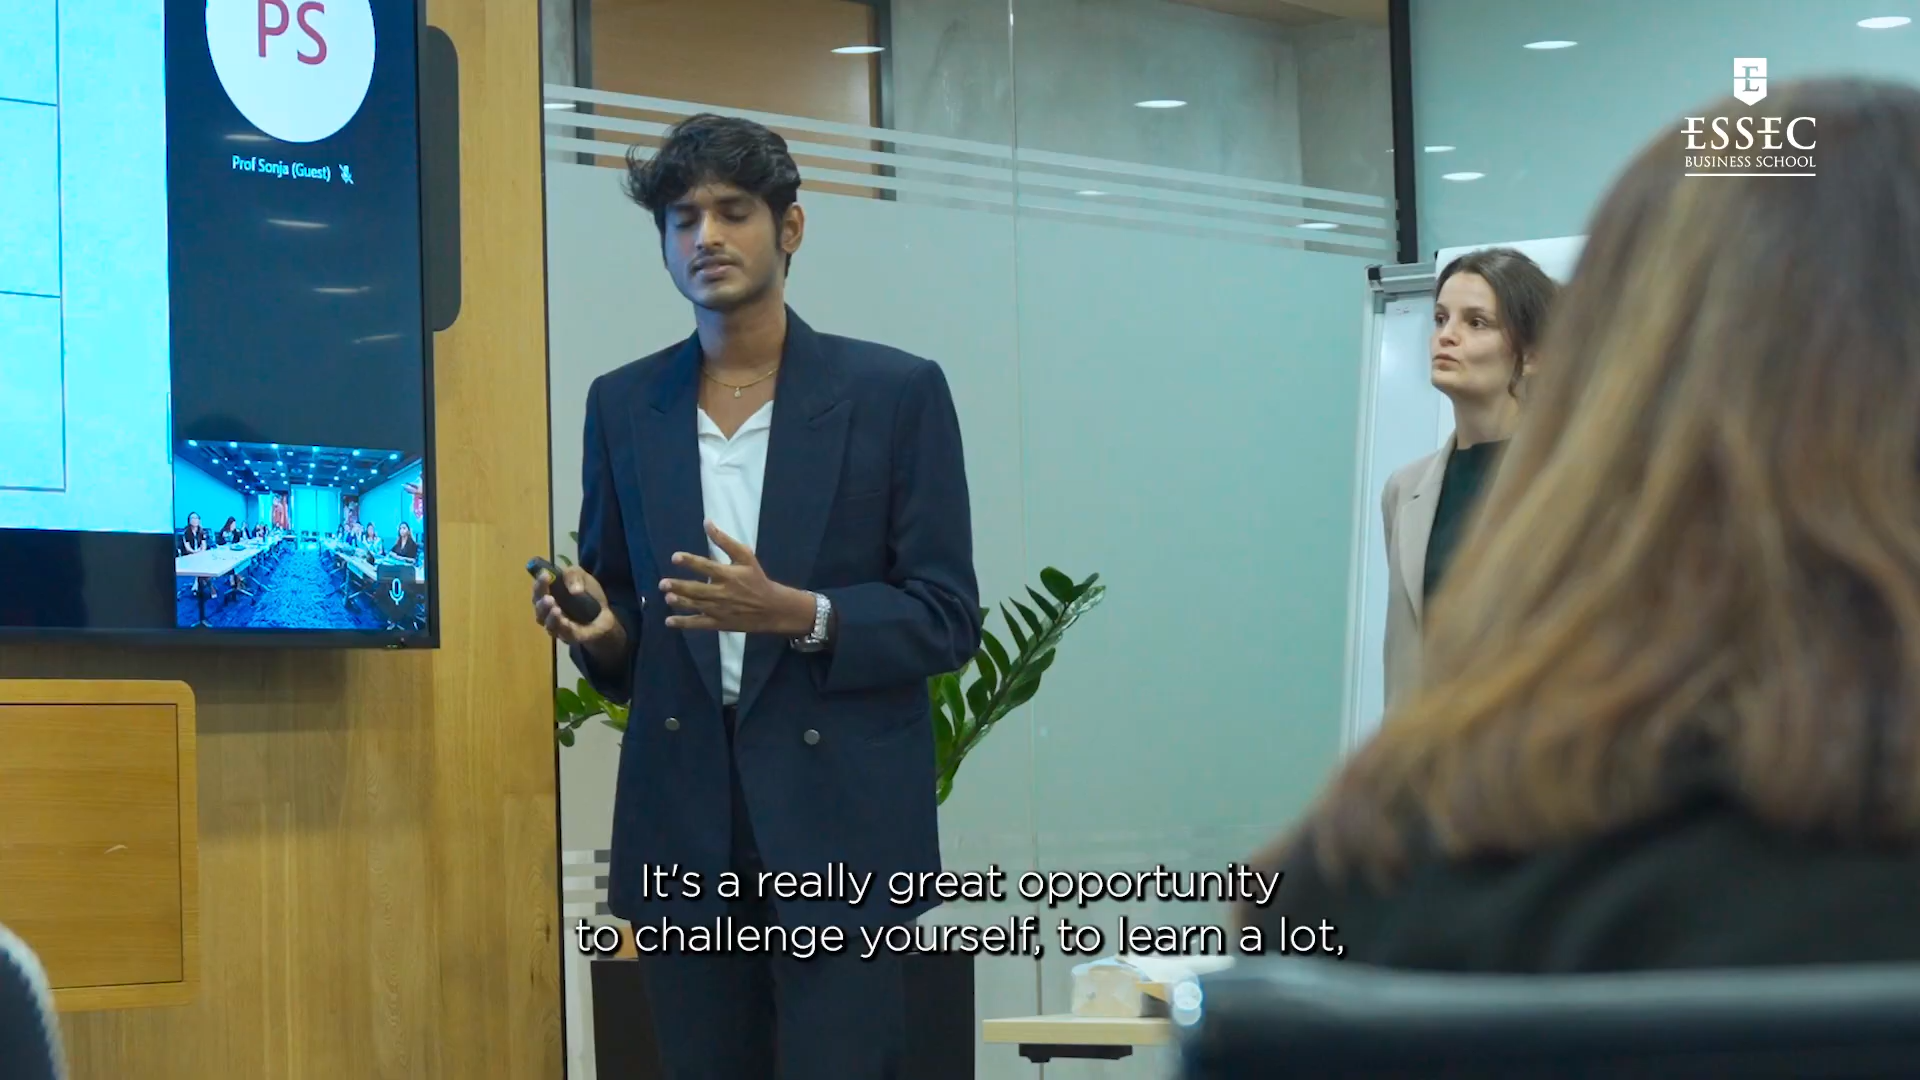 PS
Prof Sonja (Guest)
E
ESSEC
BUSINESS SCHOOL
It's a really great opportunity
to challenge yourself, to learn a lot,